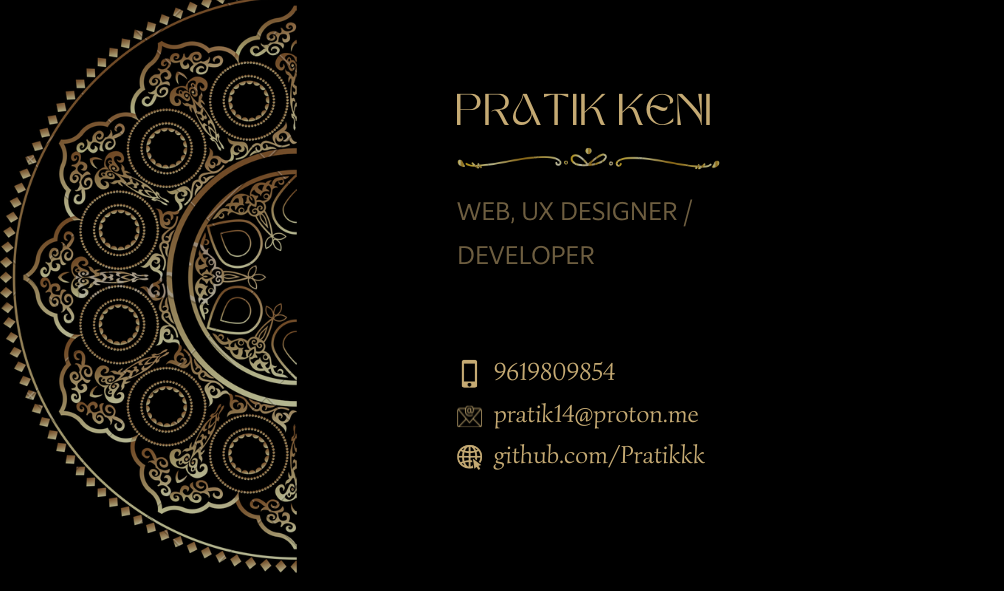 PRATIK KENI
WEB, UX DESIGNER /
DEVELOPER
9619809854
pratik14@proton.me
github.com/Pratikkk